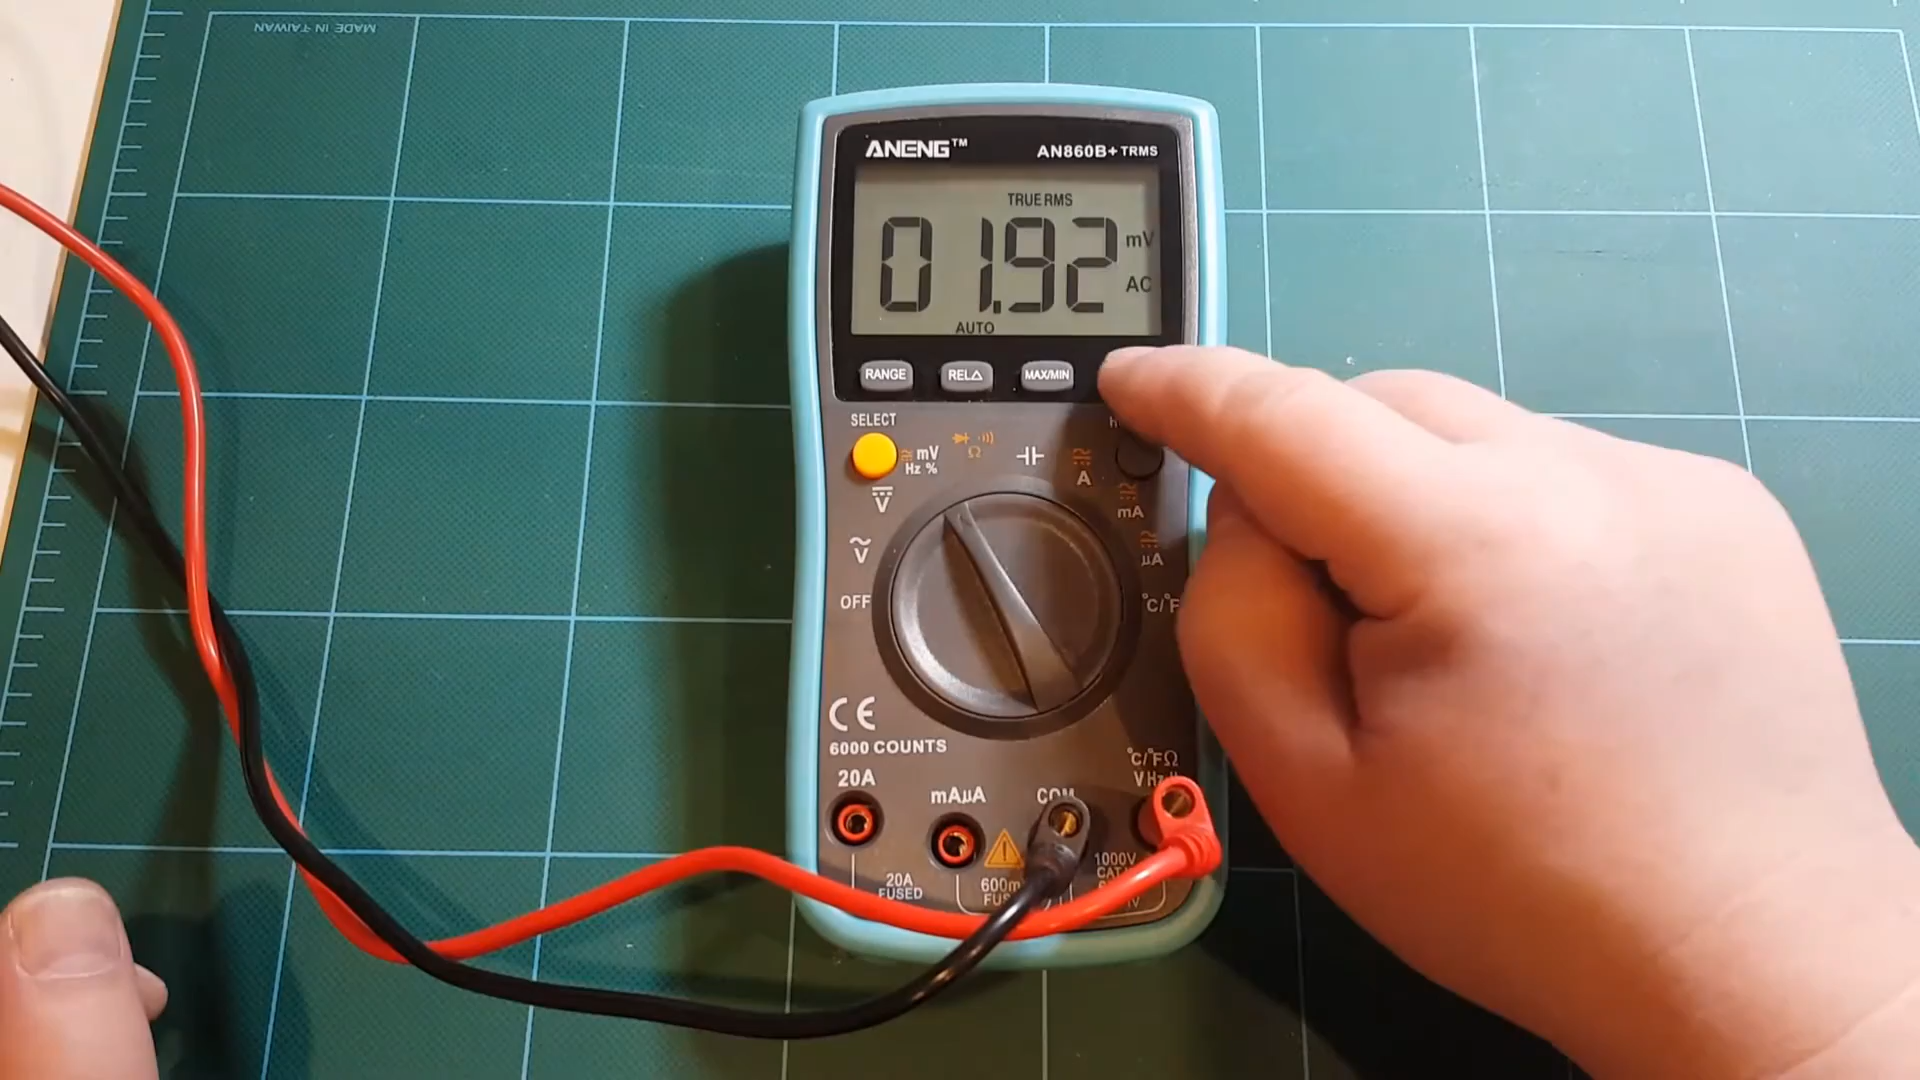 MADE IN TAIWAN
ANENG™
AN860B+ TRMS
TRUE RMS
01.92 mV
AC
AUTO
RANGE
REL△
MAX/MIN
SELECT
mV
Hz %
Ω
A
V
mA
V
µA
OFF
°C/°F
CE
6000 COUNTS
°C/°FΩ
20A
mAµA
COM
V Hz
20A
FUSED
1000V